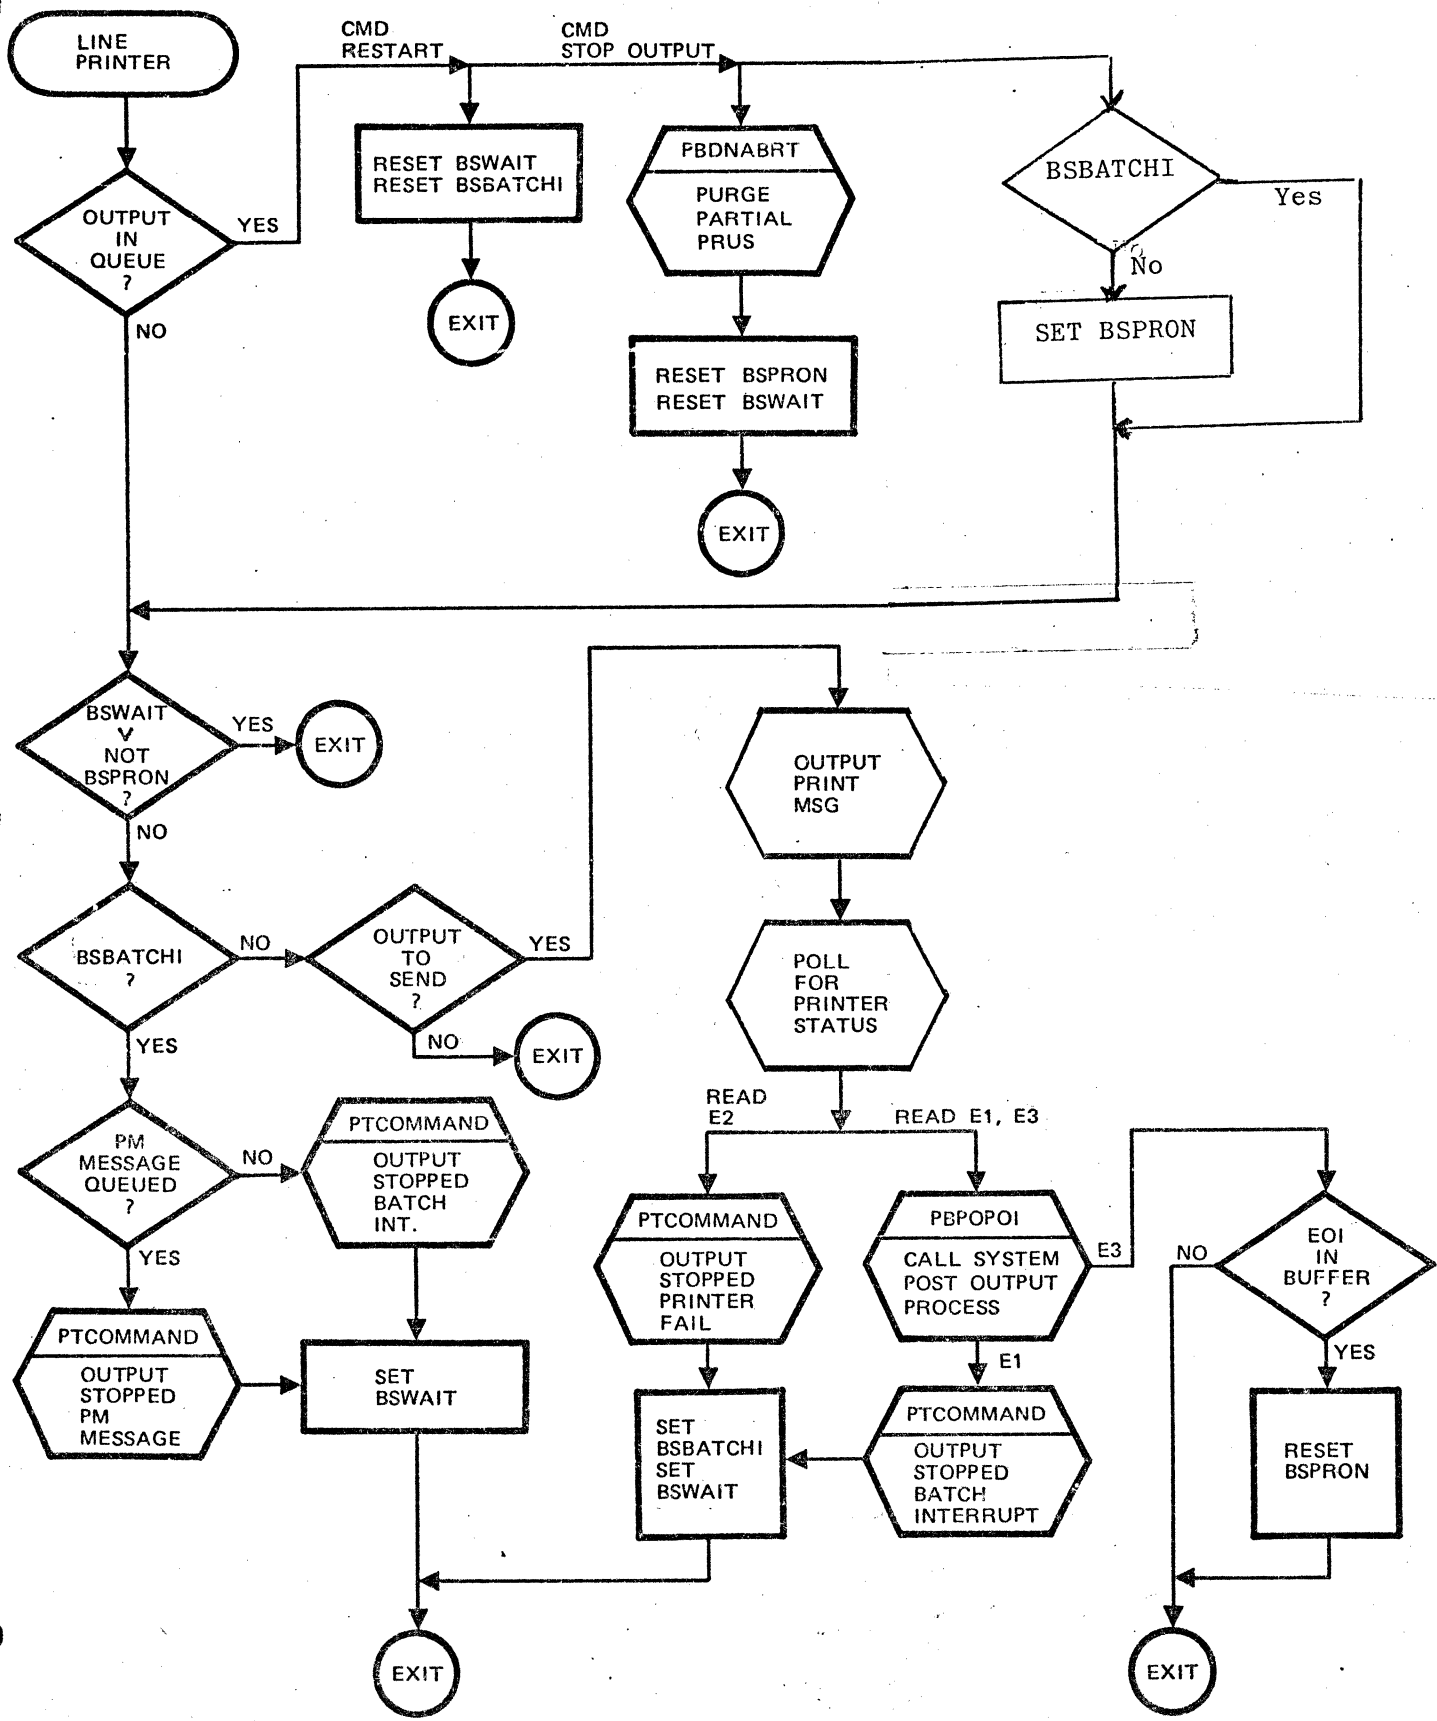 LINE
PRINTER
CMD
RESTART
CMD
STOP OUTPUT
OUTPUT
IN
QUEUE
?
YES
NO
RESET BSWAIT
RESET BSBATCHI
EXIT
PBDNABRT
PURGE
PARTIAL
PRUS
RESET BSPRON
RESET BSWAIT
EXIT
BSBATCHI
Yes
No
SET BSPRON
BSWAIT
V
NOT
BSPRON
?
YES
EXIT
NO
BSBATCHI
?
NO
YES
OUTPUT
TO
SEND
?
YES
NO
EXIT
OUTPUT
PRINT
MSG
POLL
FOR
PRINTER
STATUS
PM
MESSAGE
QUEUED
?
NO
YES
PTCOMMAND
OUTPUT
STOPPED
BATCH
INT.
PTCOMMAND
OUTPUT
STOPPED
PM
MESSAGE
SET
BSWAIT
READ
E2
READ E1, E3
PTCOMMAND
OUTPUT
STOPPED
PRINTER
FAIL
PBPOPOI
CALL SYSTEM
POST OUTPUT
PROCESS
E3
E1
SET
BSBATCHI
SET
BSWAIT
PTCOMMAND
OUTPUT
STOPPED
BATCH
INTERRUPT
EOI
IN
BUFFER
?
NO
YES
RESET
BSPRON
EXIT
EXIT